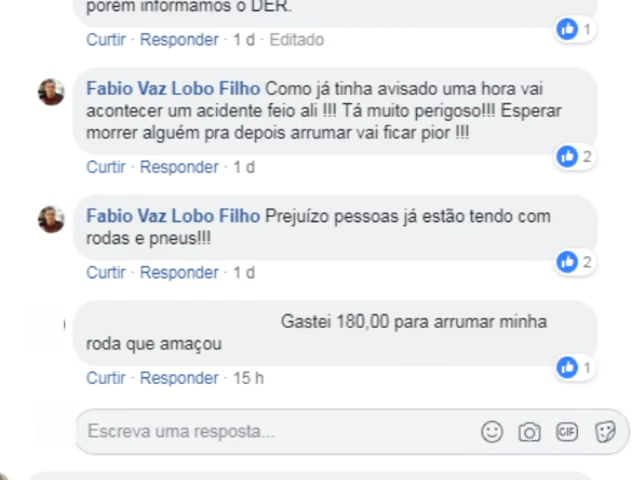 porém informamos o DER.
Curtir · Responder · 1 d · Editado
1
Fabio Vaz Lobo Filho Como já tinha avisado uma hora vai
acontecer um acidente feio ali !!! Tá muito perigoso!!! Esperar
morrer alguém pra depois arrumar vai ficar pior !!!
2
Curtir · Responder · 1 d
Fabio Vaz Lobo Filho Prejuízo pessoas já estão tendo com
rodas e pneus!!!
2
Curtir · Responder · 1 d
Gastei 180,00 para arrumar minha
roda que amaçou
1
Curtir · Responder · 15 h
Escreva uma resposta...
GIF